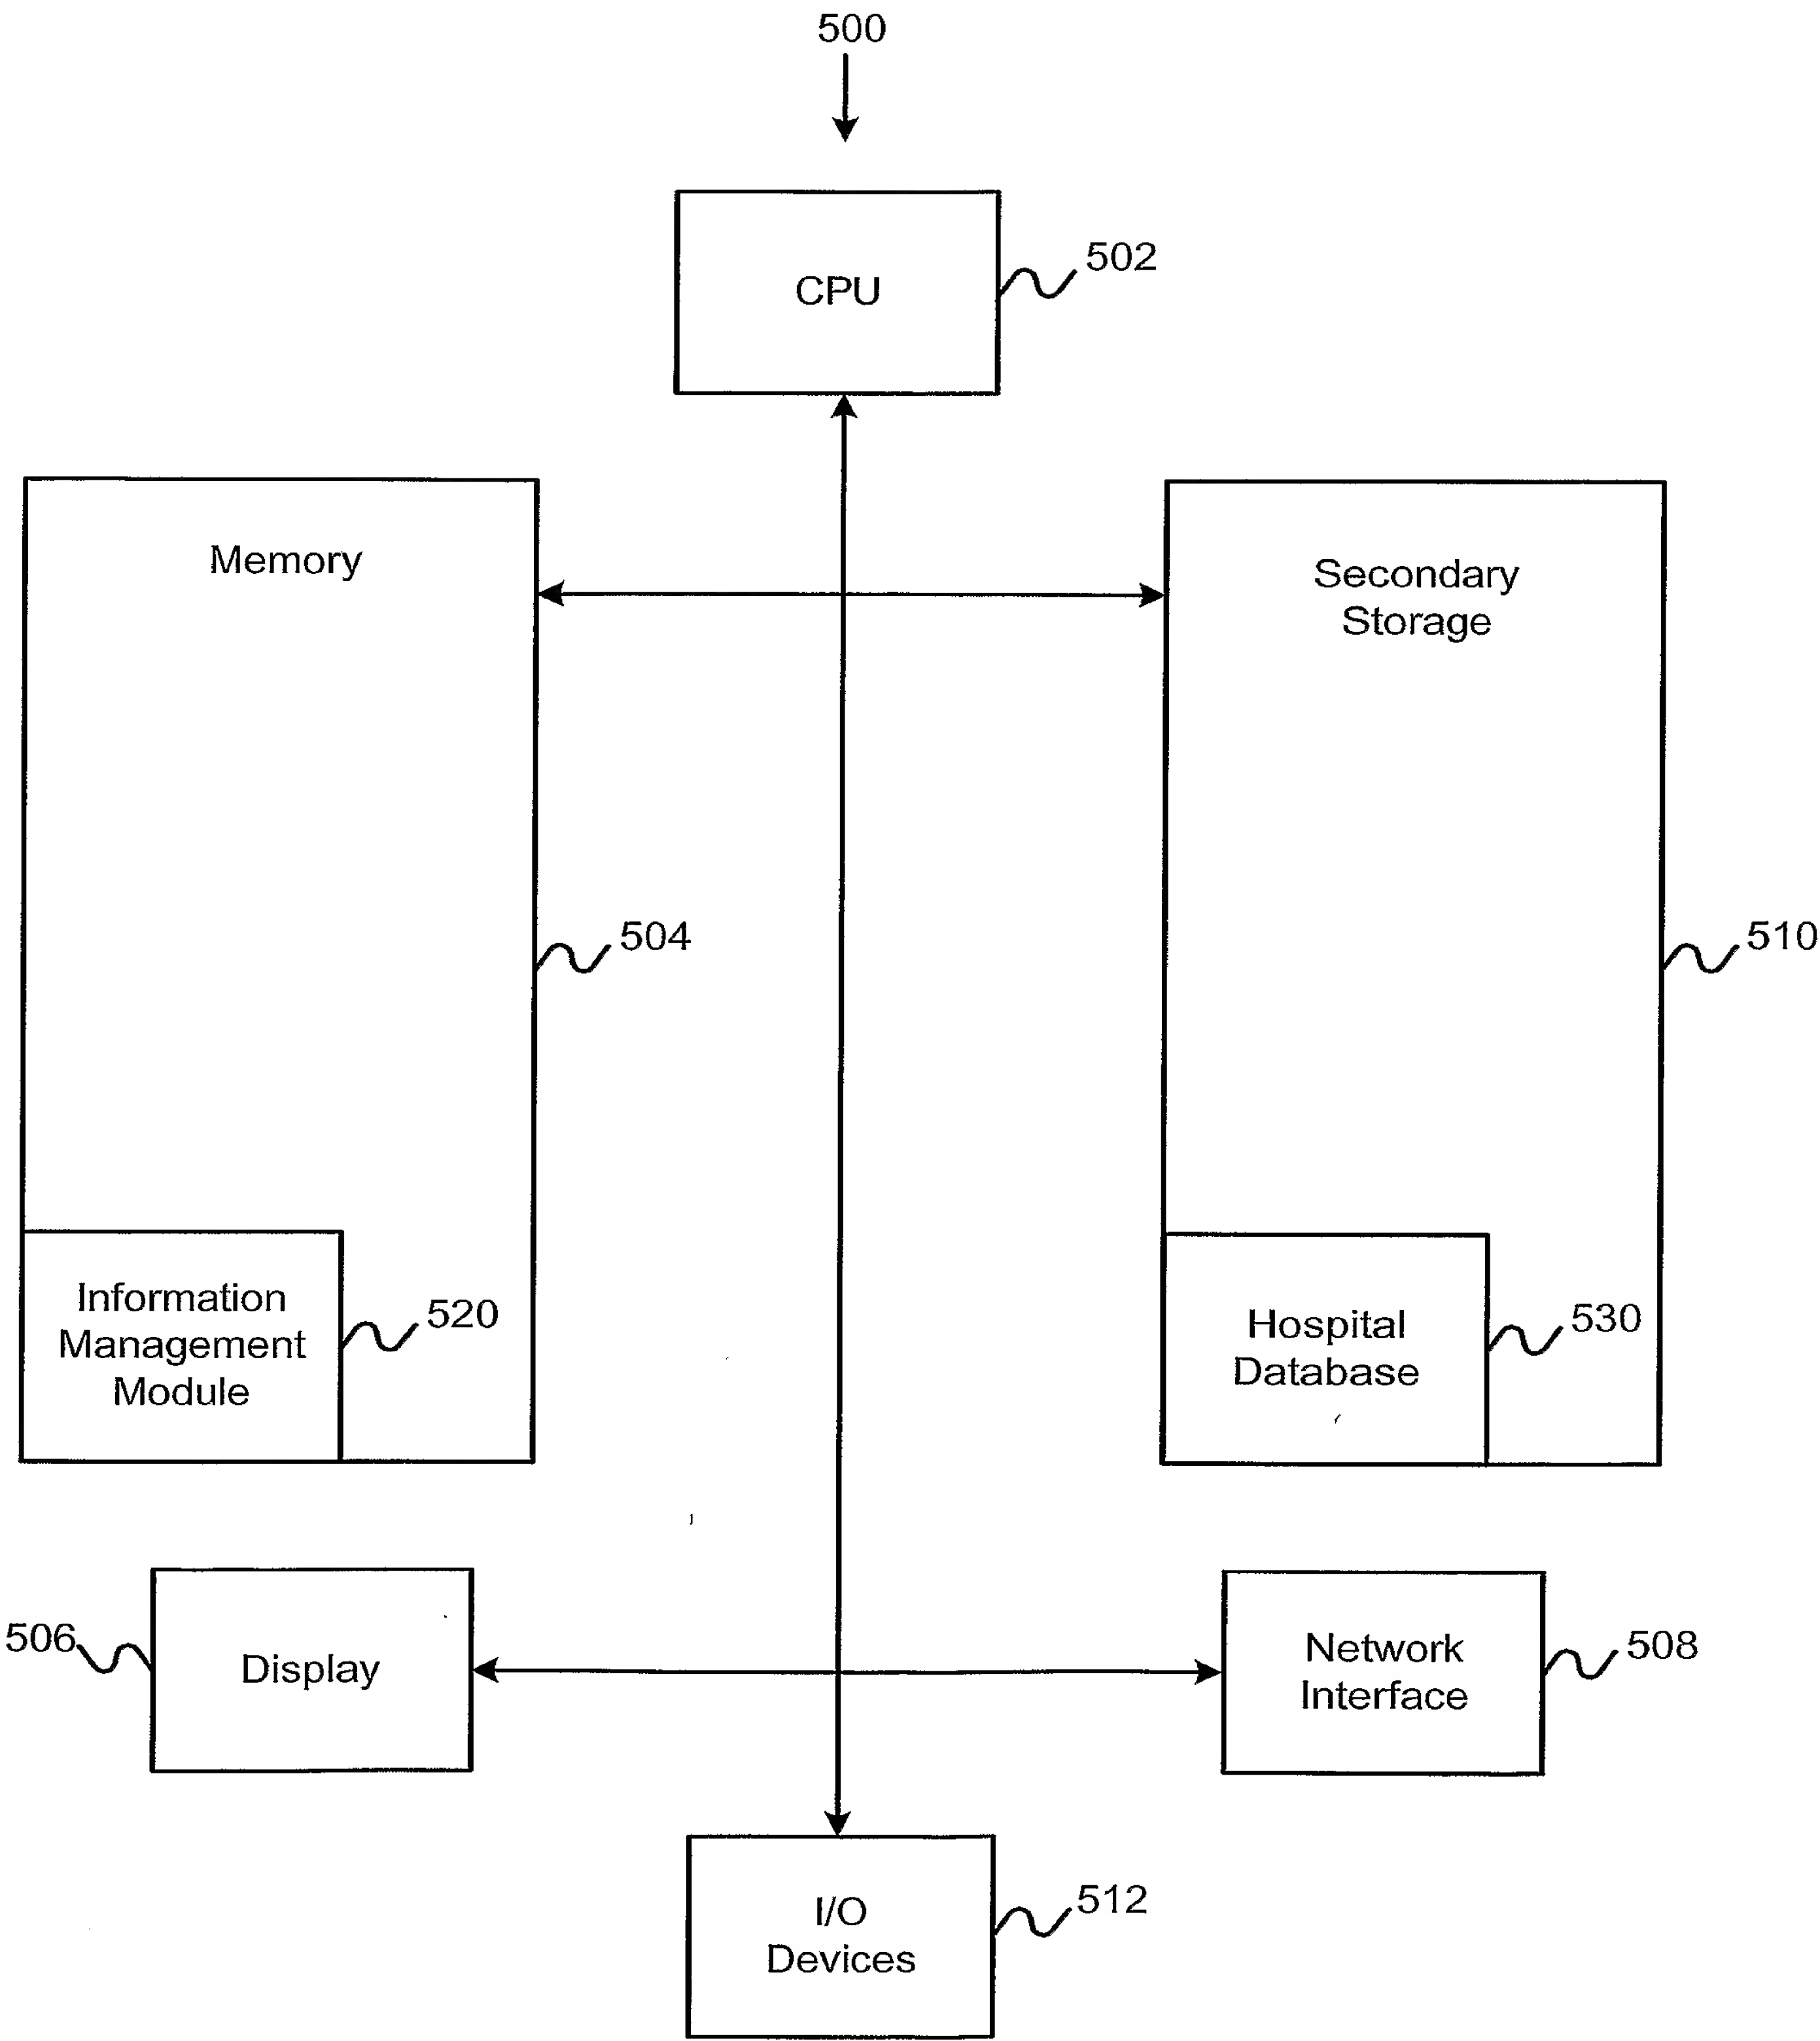 500
CPU
502
Memory
Secondary
Storage
504
510
Information
Management
Module
520
Hospital
Database
530
506
Display
Network
Interface
508
I/O
Devices
512